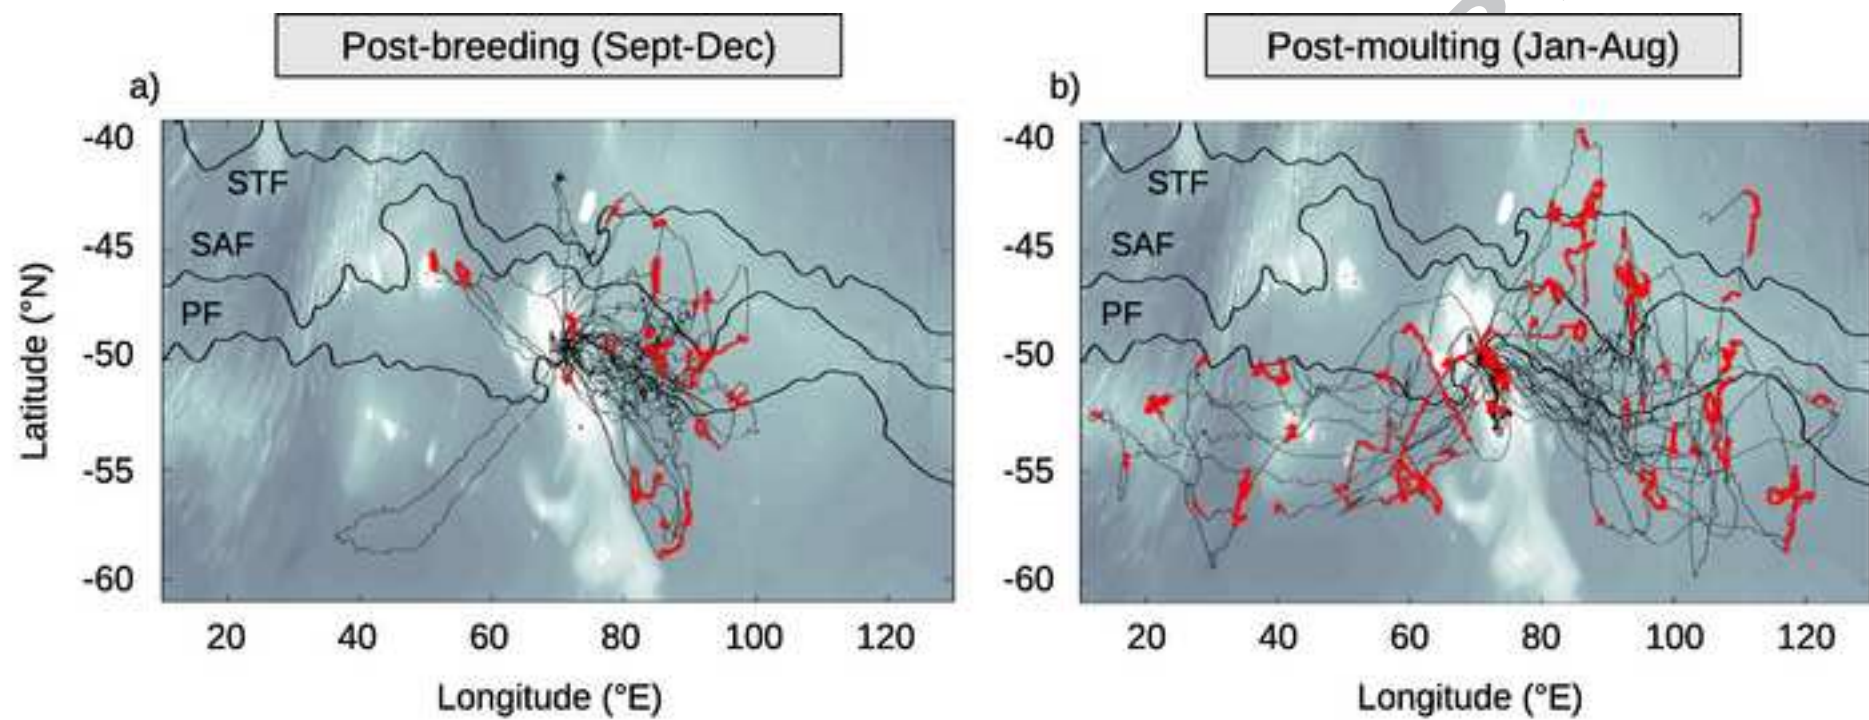 Post-breeding (Sept-Dec)
Post-moulting (Jan-Aug)
a)
b)
-40
-45
-50
-55
-60
STF
SAF
PF
20 40 60 80 100 120
Latitude (°N)
Longitude (°E)
-40
-45
-50
-55
-60
STF
SAF
PF
20 40 60 80 100 120
Longitude (°E)